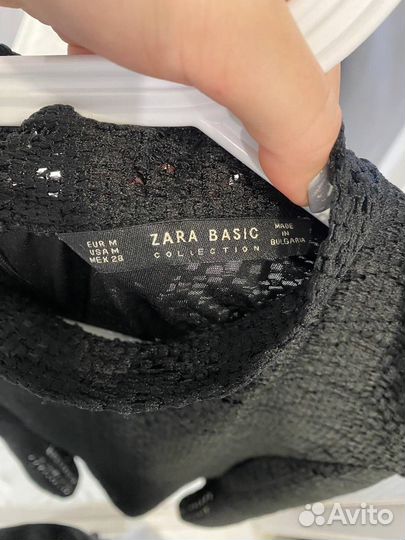 EUR M
USA M
MEX 28
ZARA BASIC
COLLECTION
MADE
IN
BULGARIA
Avito